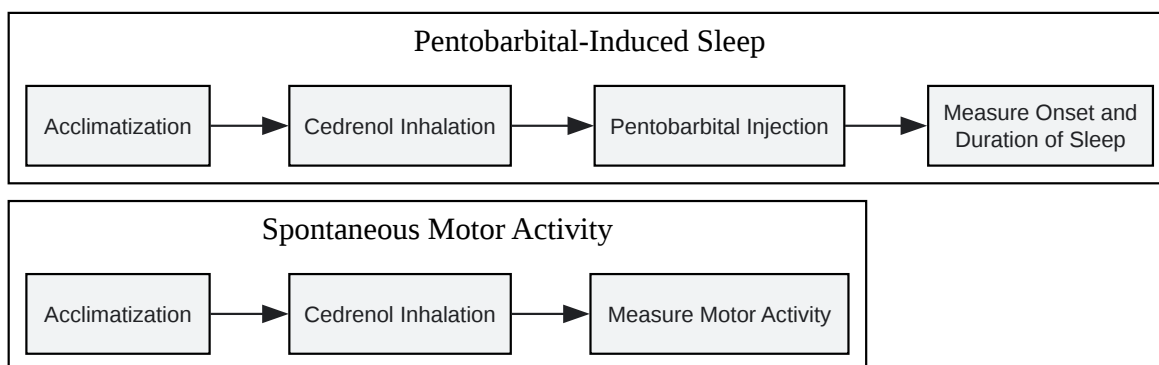 Pentobarbital-Induced Sleep
Acclimatization
Cedrenol Inhalation
Pentobarbital Injection
Measure Onset and
Duration of Sleep
Spontaneous Motor Activity
Acclimatization
Cedrenol Inhalation
Measure Motor Activity